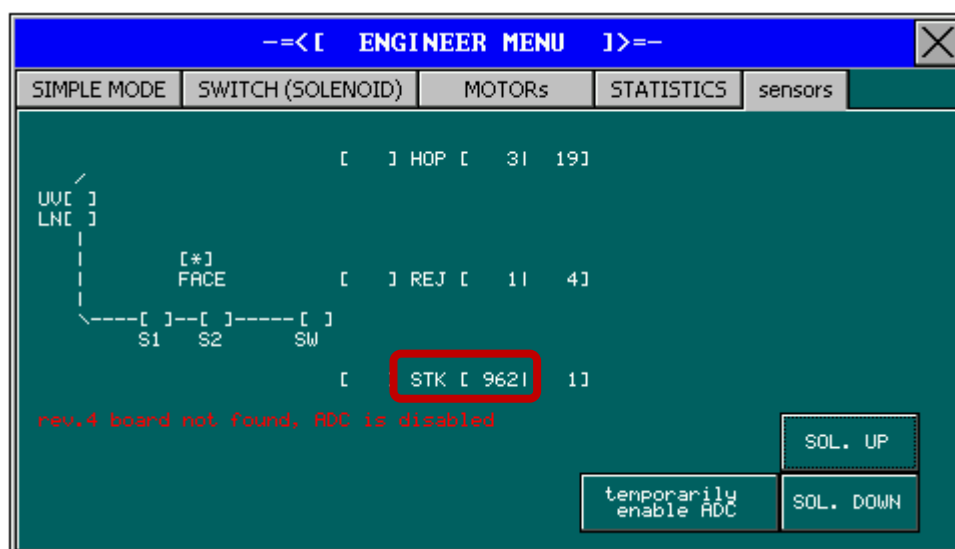 -=<[ ENGINEER MENU ]>=-
SIMPLE MODE SWITCH (SOLENOID) MOTORs STATISTICS sensors
[ ] HOP [ 3| 19]
UV[ ]
LN[ ]
[*]
FACE [ ] REJ [ 1| 4]
\----[ ]--[ ]-----[ ]
S1 S2 SW
[ STK [ 962| 1]
rev.4 board not found, ADC is disabled
SOL. UP
temporarily
enable ADC
SOL. DOWN